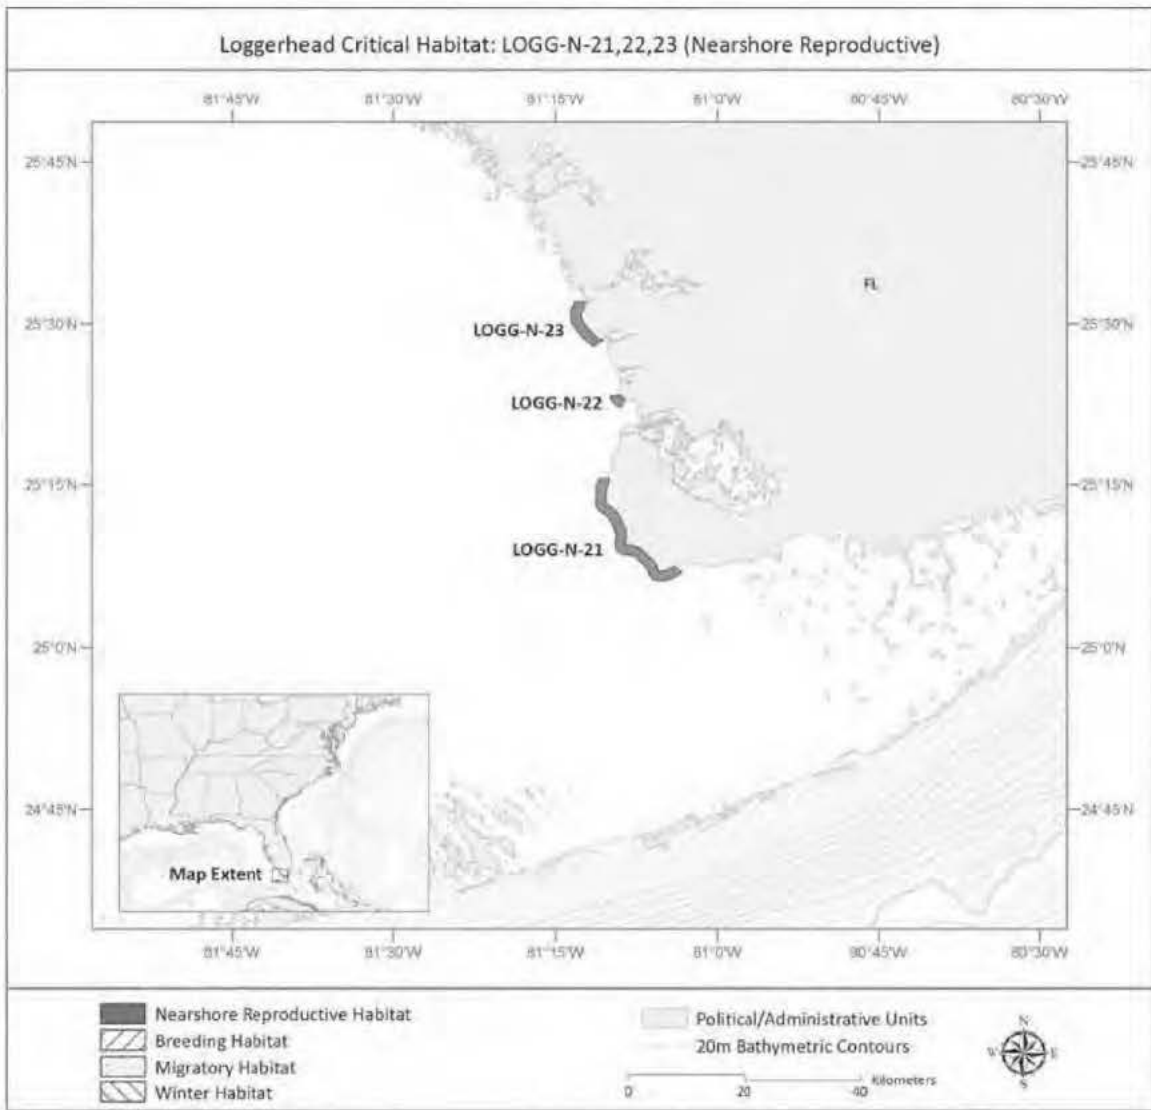 Loggerhead Critical Habitat: LOGG-N-21,22,23 (Nearshore Reproductive)
81°45'W 81°30'W 81°15'W 81°0'W 80°45'W 80°30'W
25°45'N 25°45'N
FL
25°30'N LOGG-N-23 25°30'N
LOGG-N-22
25°15'N 25°15'N
LOGG-N-21
25°0'N 25°0'N
24°45'N 24°45'N
Map Extent
81°45'W 81°30'W 81°15'W 81°0'W 80°45'W 80°30'W
Nearshore Reproductive Habitat
Breeding Habitat
Migratory Habitat
Winter Habitat
Political/Administrative Units
20m Bathymetric Contours
Kilometers
0 20 40
N
W E
S